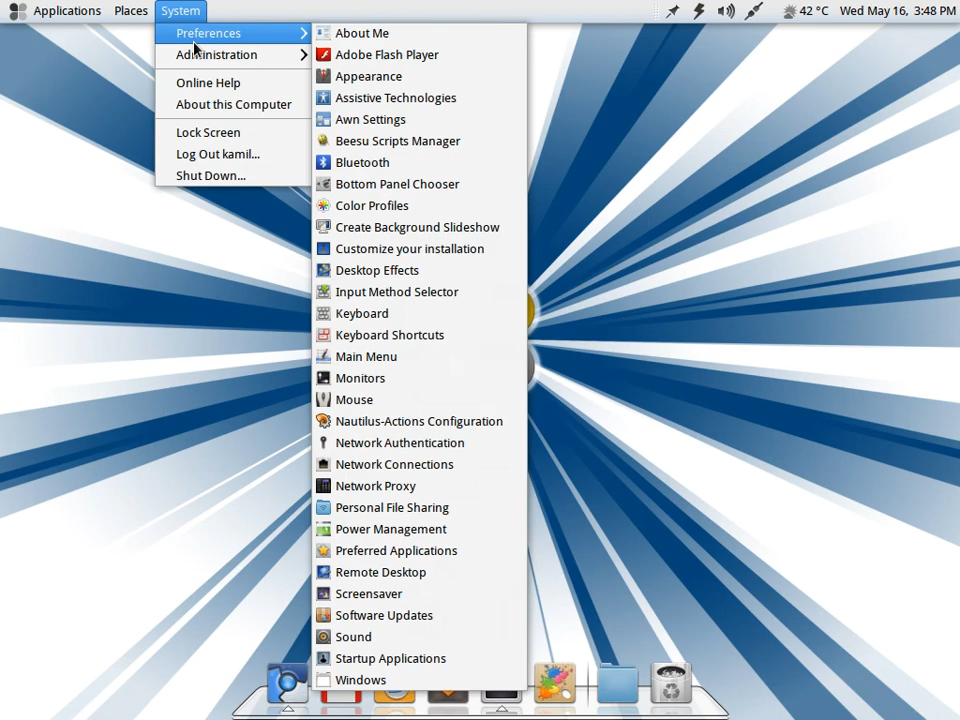 Applications Places System
42 °C Wed May 16, 3:48 PM
Preferences
Administration
Online Help
About this Computer
Lock Screen
Log Out kamil...
Shut Down...
About Me
Adobe Flash Player
Appearance
Assistive Technologies
Awn Settings
Beesu Scripts Manager
Bluetooth
Bottom Panel Chooser
Color Profiles
Create Background Slideshow
Customize your installation
Desktop Effects
Input Method Selector
Keyboard
Keyboard Shortcuts
Main Menu
Monitors
Mouse
Nautilus-Actions Configuration
Network Authentication
Network Connections
Network Proxy
Personal File Sharing
Power Management
Preferred Applications
Remote Desktop
Screensaver
Software Updates
Sound
Startup Applications
Windows